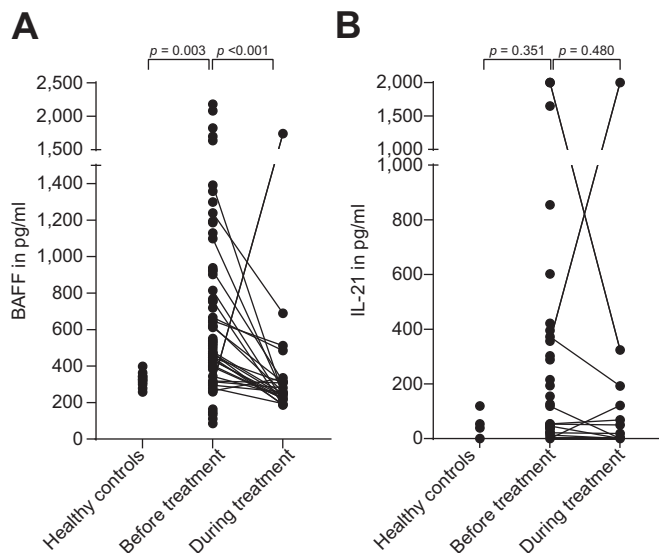 A
p = 0.003 p <0.001
2,500
2,000
1,500
1,400
1,200
1,000
800
600
400
200
0
BAFF in pg/ml
Healthy controls
Before treatment
During treatment
B
p = 0.351 p = 0.480
2,000
1,500
1,000
800
600
400
200
0
IL-21 in pg/ml
Healthy controls
Before treatment
During treatment